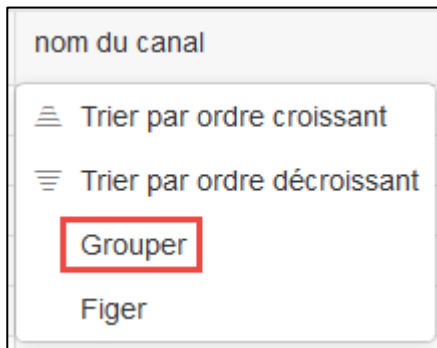 nom du canal
Trier par ordre croissant
Trier par ordre décroissant
Grouper
Figer